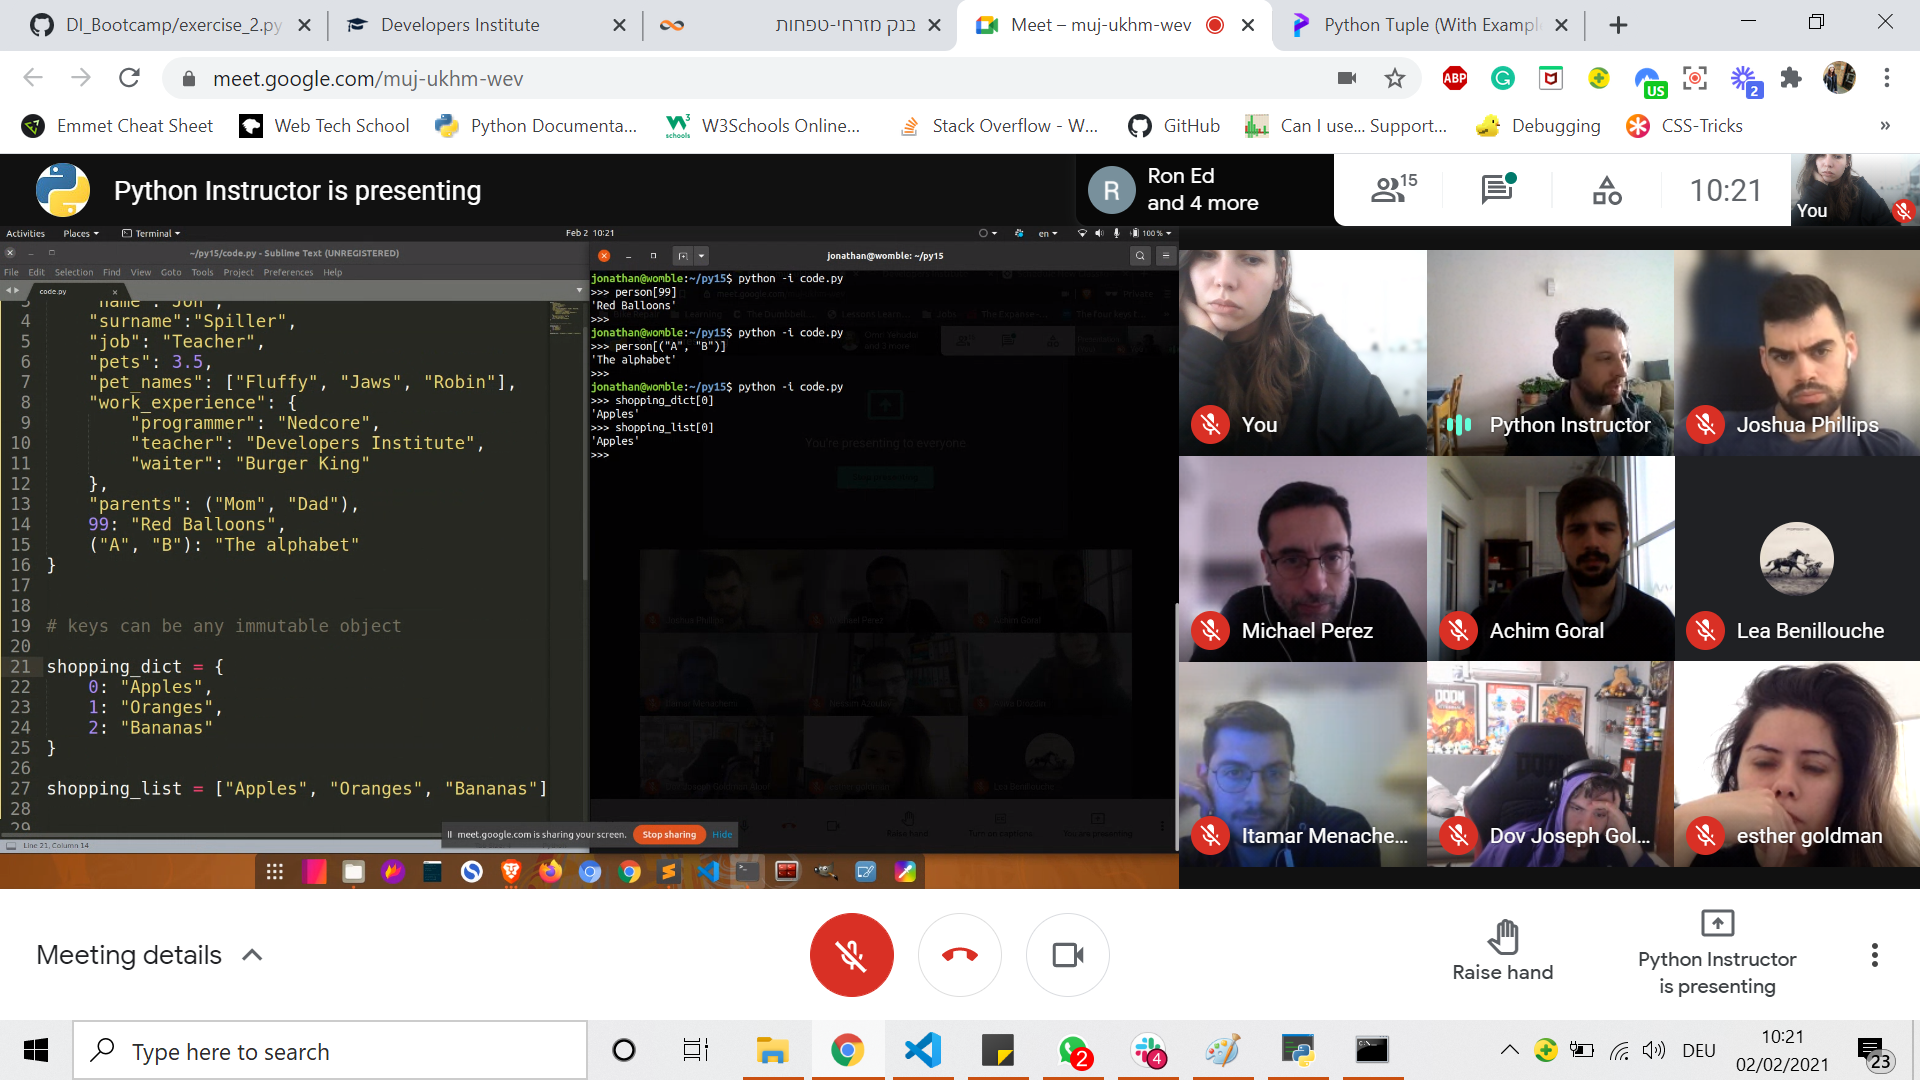 DI_Bootcamp/exercise_2.py
Developers Institute
בנק מזרחי-טפחות
Meet – muj-ukhm-wev
Python Tuple (With Example
meet.google.com/muj-ukhm-wev
ABP
US
2
Emmet Cheat Sheet
Web Tech School
Python Documenta...
W3Schools Online...
Stack Overflow - W...
GitHub
Can I use... Support...
Debugging
CSS-Tricks
»
Python Instructor is presenting
R
Ron Ed
and 4 more
15
10:21
You
Activities
Places
Terminal
Feb 2 10:21
en
100 %
~/py15/code.py - Sublime Text (UNREGISTERED)
File Edit Selection Find View Goto Tools Project Preferences Help
code.py
3 "name": "Jon",
4 "surname":"Spiller",
5 "job": "Teacher",
6 "pets": 3.5,
7 "pet_names": ["Fluffy", "Jaws", "Robin"],
8 "work_experience": {
9 "programmer": "Nedcore",
10 "teacher": "Developers Institute",
11 "waiter": "Burger King"
12 },
13 "parents": ("Mom", "Dad"),
14 99: "Red Balloons",
15 ("A", "B"): "The alphabet"
16 }
17
18
19 # keys can be any immutable object
20
21 shopping_dict = {
22 0: "Apples",
23 1: "Oranges",
24 2: "Bananas"
25 }
26
27 shopping_list = ["Apples", "Oranges", "Bananas"]
28
29
Line 21, Column 14
jonathan@womble: ~/py15
jonathan@womble:~/py15$ python -i code.py
>>> person[99]
'Red Balloons'
>>>
jonathan@womble:~/py15$ python -i code.py
>>> person[("A", "B")]
'The alphabet'
>>>
jonathan@womble:~/py15$ python -i code.py
>>> shopping_dict[0]
'Apples'
>>> shopping_list[0]
'Apples'
>>>
You're presenting to everyone
meet.google.com is sharing your screen.
Stop sharing
Hide
You
Python Instructor
Joshua Phillips
Michael Perez
Achim Goral
Lea Benillouche
Itamar Menache...
Dov Joseph Gol...
esther goldman
Meeting details
Raise hand
Python Instructor
is presenting
Type here to search
2
4
DEU
10:21
02/02/2021
23